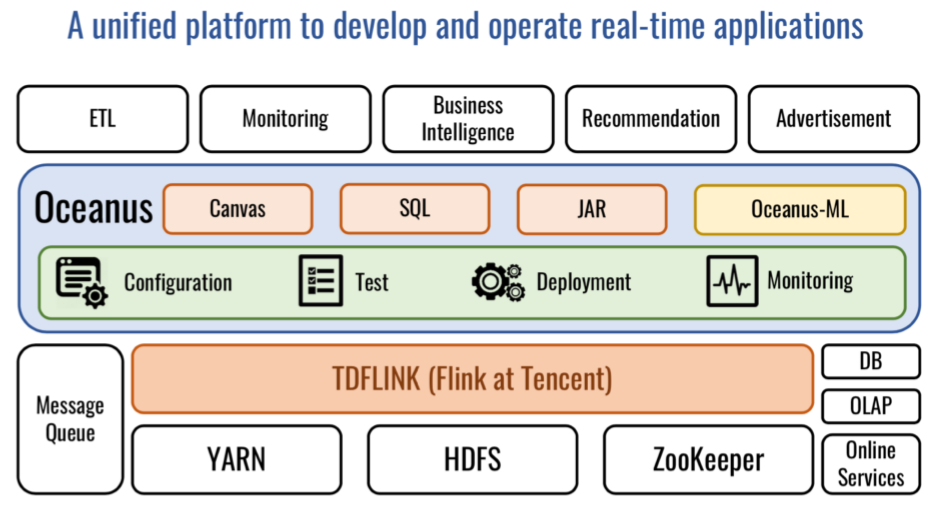 A unified platform to develop and operate real-time applications
ETL
Monitoring
Business
Intelligence
Recommendation
Advertisement
Oceanus
Canvas
SQL
JAR
Oceanus-ML
Configuration
Test
Deployment
Monitoring
Message
Queue
TDFLINK (Flink at Tencent)
DB
OLAP
YARN
HDFS
ZooKeeper
Online
Services